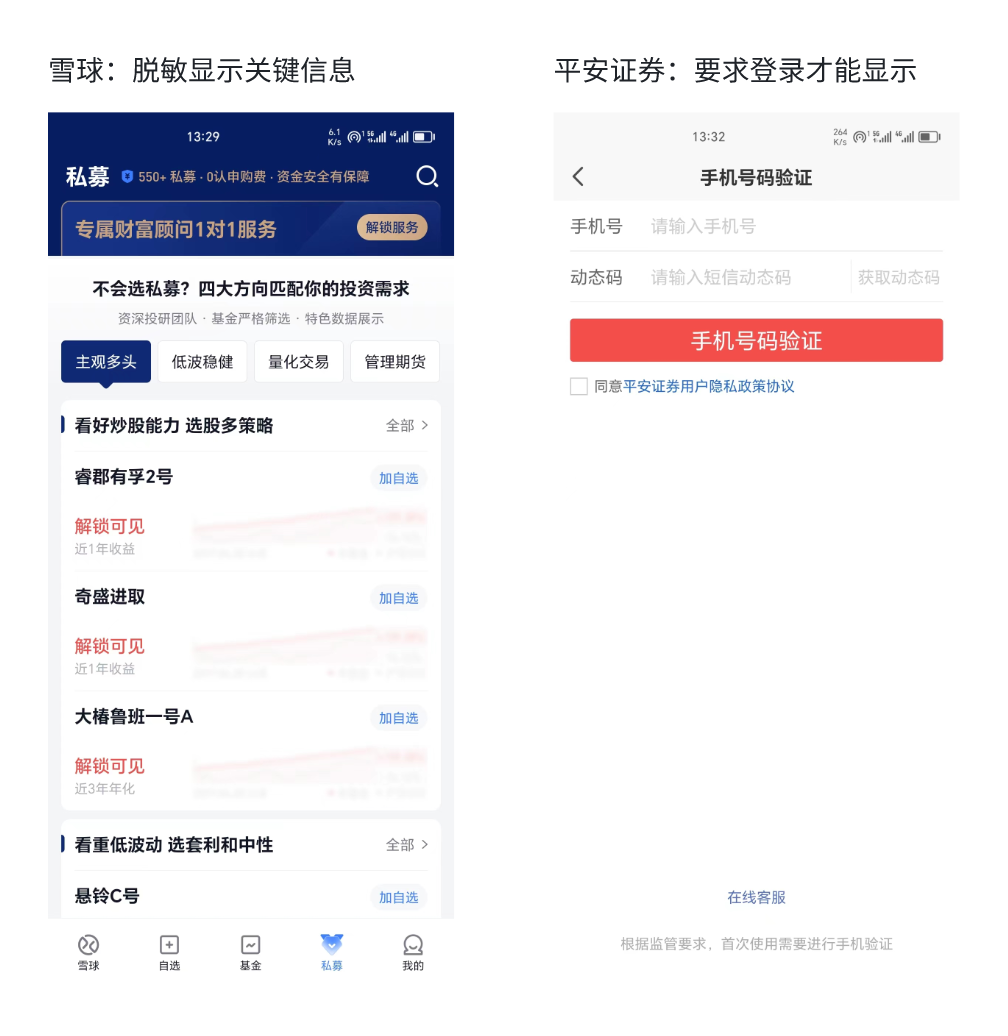 雪球：脱敏显示关键信息
13:29
6.1
K/s
私募
550+ 私募 · 0认申购费 · 资金安全有保障
专属财富顾问1对1服务
解锁服务
不会选私募？四大方向匹配你的投资需求
资深投研团队 · 基金严格筛选 · 特色数据展示
主观多头 低波稳健 量化交易 管理期货
看好炒股能力 选股多策略
全部
睿郡有孚2号
加自选
解锁可见
近1年收益
奇盛进取
加自选
解锁可见
近1年收益
大椿鲁班一号A
加自选
解锁可见
近3年年化
看重低波动 选套利和中性
全部
悬铃C号
加自选
雪球 自选 基金 私募 我的
平安证券：要求登录才能显示
13:32
264
K/s
手机号码验证
手机号 请输入手机号
动态码 请输入短信动态码 获取动态码
手机号码验证
同意平安证券用户隐私政策协议
在线客服
根据监管要求，首次使用需要进行手机验证